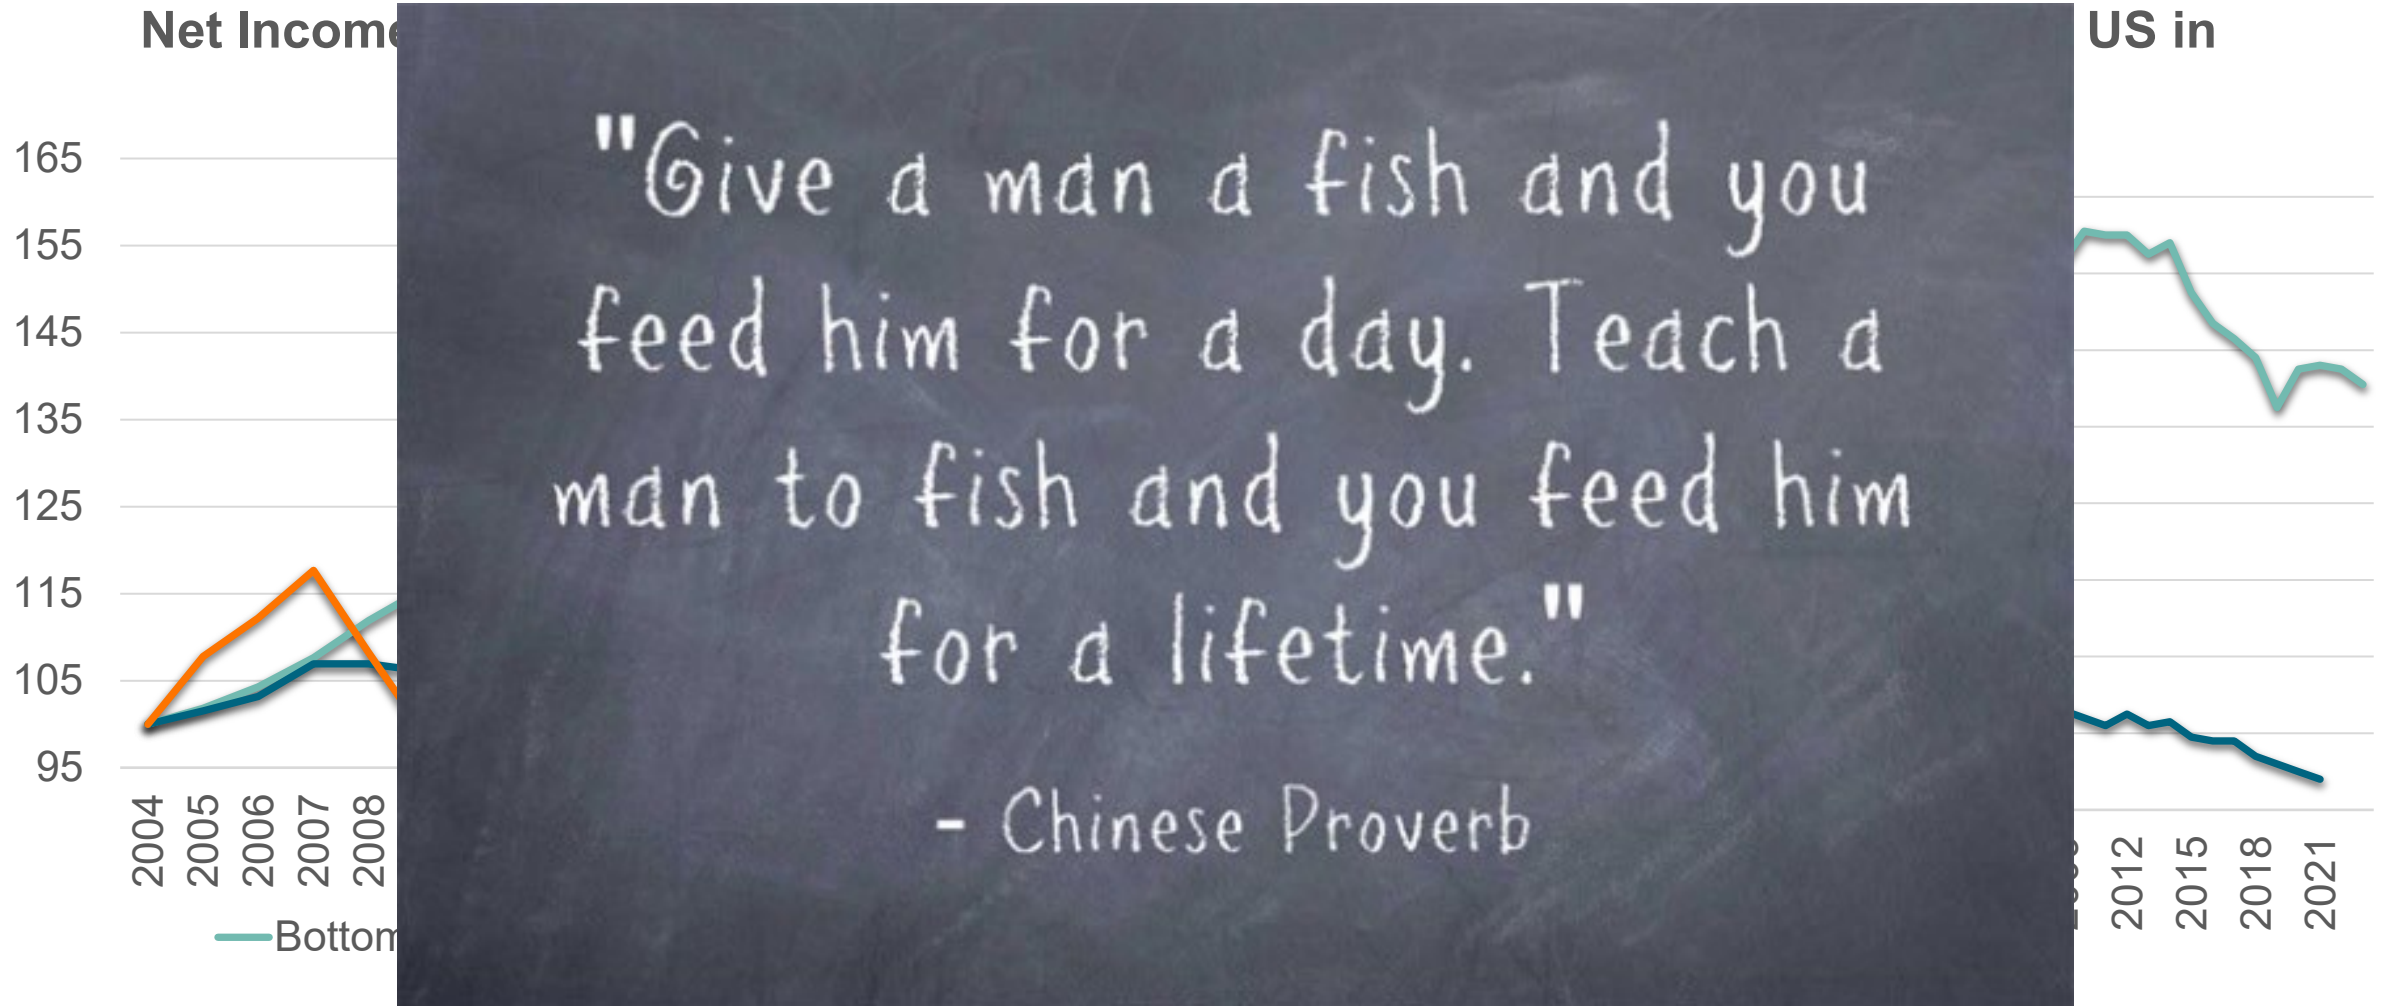 Net Income
US in
165
155
145
135
125
115
105
95
2004
2005
2006
2007
2008
"Give a man a fish and you
feed him for a day. Teach a
man to fish and you feed him
for a lifetime."
- Chinese Proverb
2012
2015
2018
2021